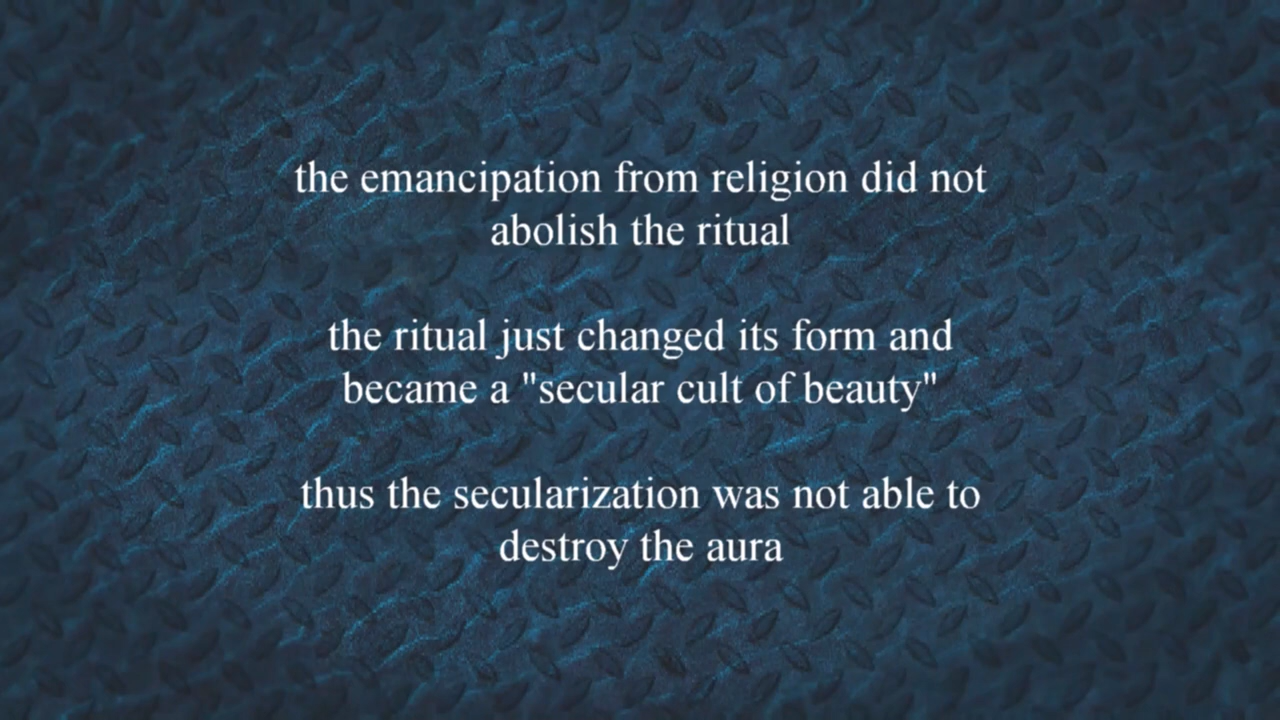 the emancipation from religion did not
abolish the ritual
the ritual just changed its form and
became a "secular cult of beauty"
thus the secularization was not able to
destroy the aura